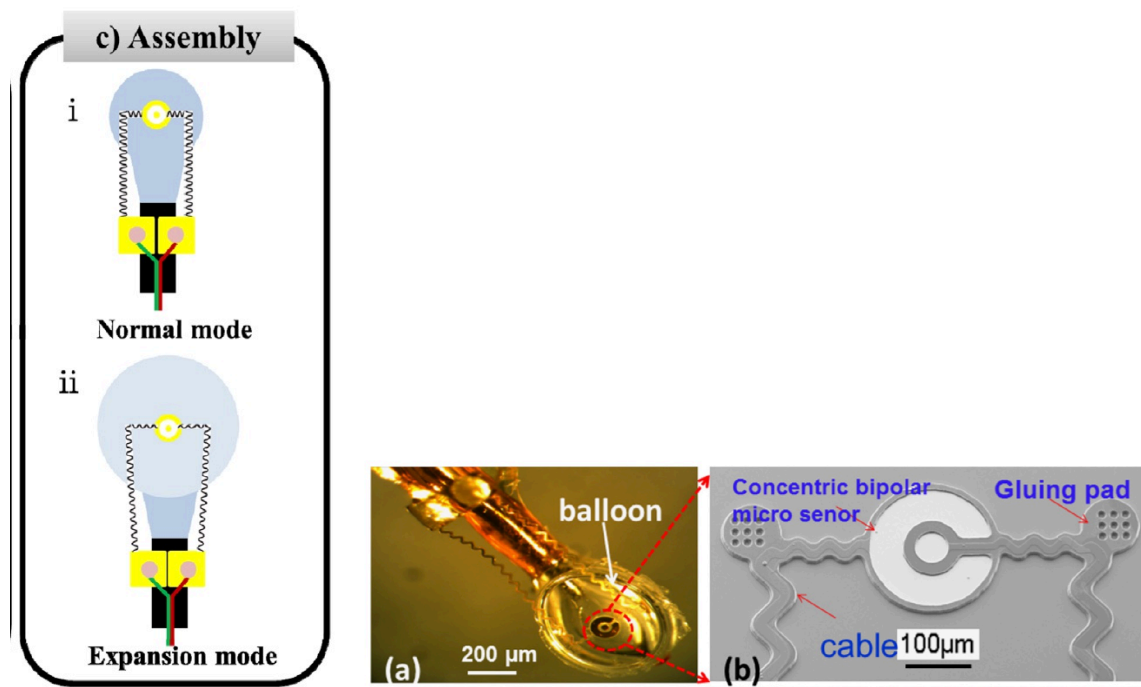 c) Assembly
i
Normal mode
ii
Expansion mode
balloon
(a)
200 μm
Concentric bipolar
micro senor
Gluing pad
cable
100μm
(b)